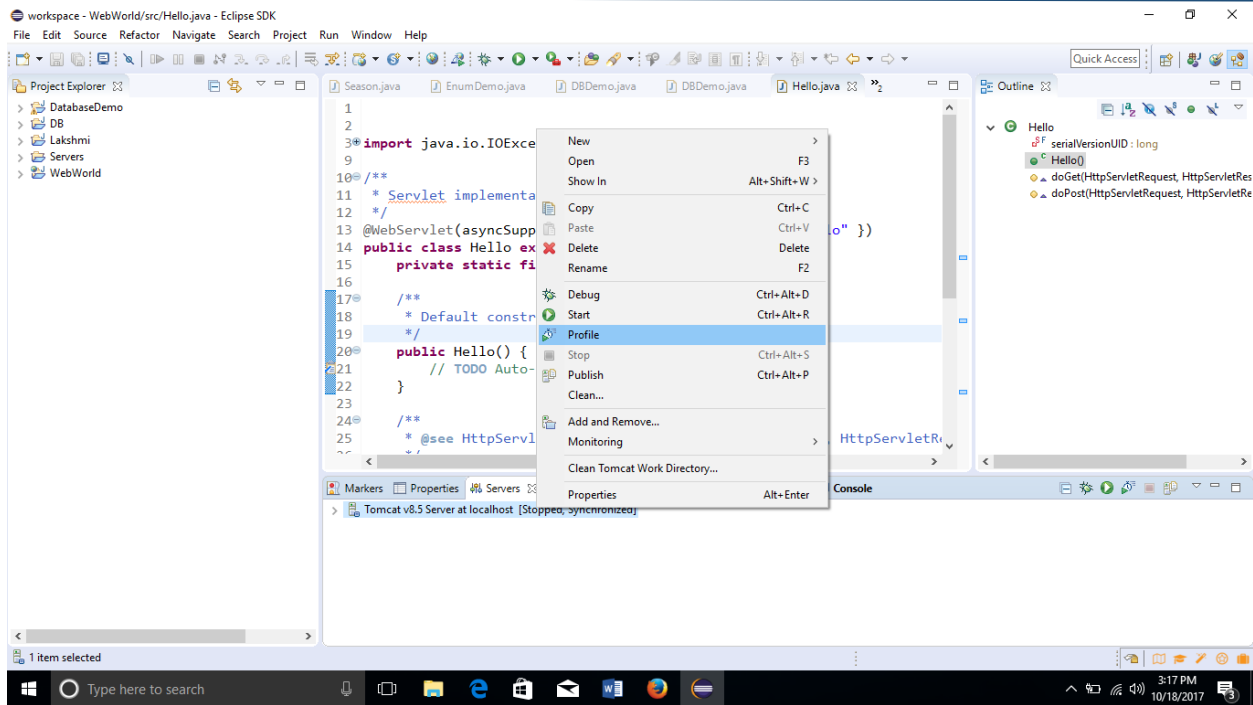 workspace - WebWorld/src/Hello.java - Eclipse SDK
File Edit Source Refactor Navigate Search Project Run Window Help
Quick Access
Project Explorer
DatabaseDemo
DB
Lakshmi
Servers
WebWorld
Season.java EnumDemo.java DBDemo.java DBDemo.java Hello.java »2
1
2
3 import java.io.IOExce
9
10 /**
11 * Servlet implementa
12 */
13 @WebServlet(asyncSupp o" })
14 public class Hello ex
15 private static fi
16
17 /**
18 * Default constr
19 */
20 public Hello() {
21 // TODO Auto-
22 }
23
24 /**
25 * @see HttpServl HttpServletRe
26 */
New
Open F3
Show In Alt+Shift+W
Copy Ctrl+C
Paste Ctrl+V
Delete Delete
Rename F2
Debug Ctrl+Alt+D
Start Ctrl+Alt+R
Profile
Stop Ctrl+Alt+S
Publish Ctrl+Alt+P
Clean...
Add and Remove...
Monitoring
Clean Tomcat Work Directory...
Properties Alt+Enter
Outline
Hello
serialVersionUID : long
Hello()
doGet(HttpServletRequest, HttpServletRes
doPost(HttpServletRequest, HttpServletRe
Markers Properties Servers Console
Tomcat v8.5 Server at localhost [Stopped, Synchronized]
1 item selected
Type here to search
3:17 PM
10/18/2017
3